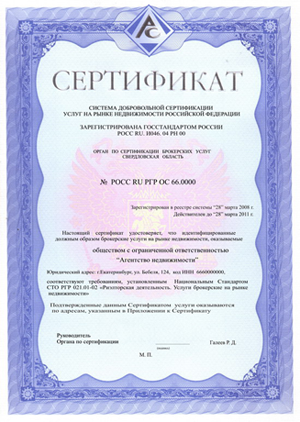 РС
СЕРТИФИКАТ
СИСТЕМА ДОБРОВОЛЬНОЙ СЕРТИФИКАЦИИ
УСЛУГ НА РЫНКЕ НЕДВИЖИМОСТИ РОССИЙСКОЙ ФЕДЕРАЦИИ
ЗАРЕГИСТРИРОВАНА ГОССТАНДАРТОМ РОССИИ
РОСС RU. I8046. 04 РН 00
ОРГАН ПО СЕРТИФИКАЦИИ БРОКЕРСКИХ УСЛУГ
СВЕРДЛОВСКАЯ ОБЛАСТЬ
№ РОСС RU РГР ОС 66.0000
Зарегистрирован в реестре системы "28" марта 2008 г.
Действителен до "28" марта 2011 г.
Настоящий сертификат удостоверяет, что идентифицированные
должным образом брокерские услуги на рынке недвижимости, оказываемые
обществом с ограниченной ответственностью
"Агентство недвижимости"
Юридический адрес: г.Екатеринбург, ул. Бебеля, 124, код ИНН 6660000000.
соответствуют требованиям, установленным Национальным Стандартом
СТО РГР 021.01-02 «Риэлторская деятельность. Услуги брокерские на рынке
недвижимости»
Подтвержденные данным Сертификатом услуги оказываются
по адресам, указанным в Приложении к Сертификату
Руководитель
Органа по сертификации
Галеев Р. Д.
подпись
М. П.